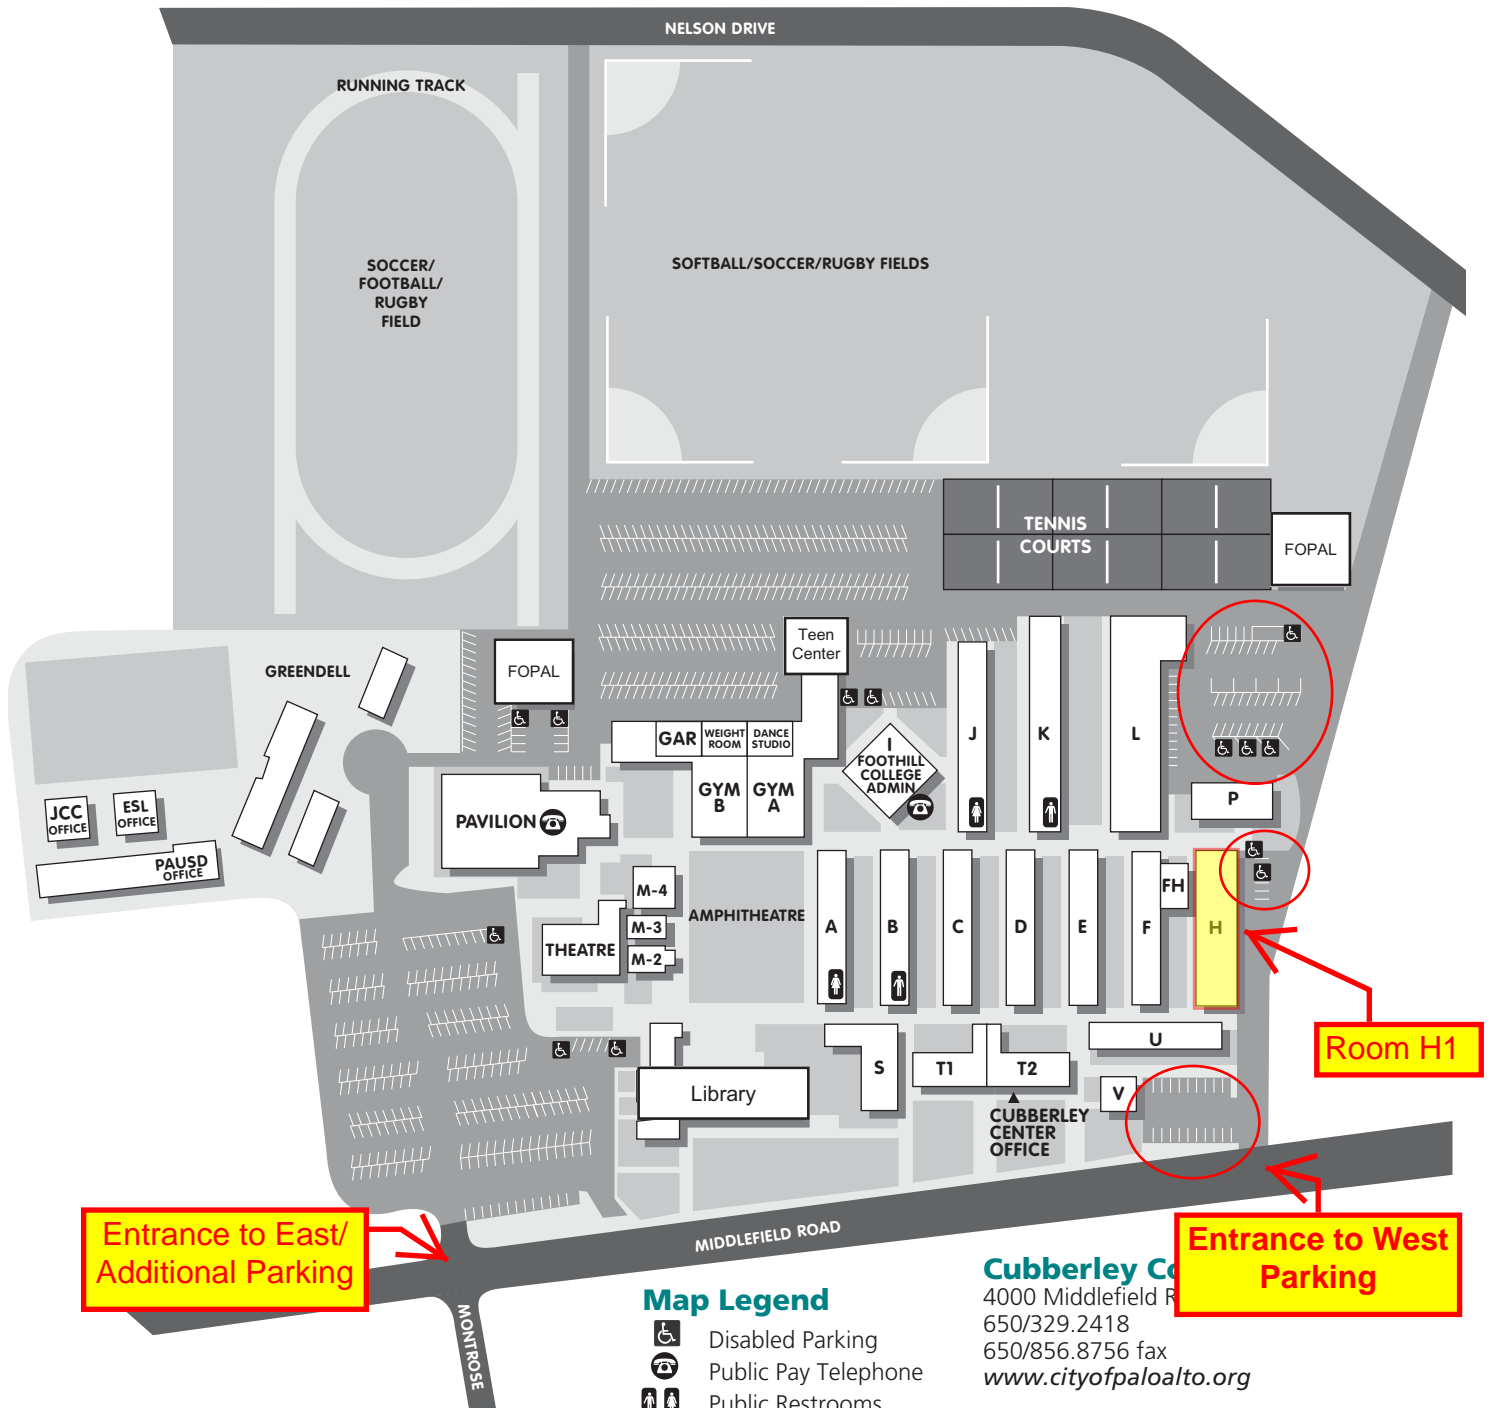 NELSON DRIVE
RUNNING TRACK
SOCCER/
FOOTBALL/
RUGBY
FIELD
SOFTBALL/SOCCER/RUGBY FIELDS
TENNIS
COURTS
FOPAL
Teen
Center
GREENDELL
FOPAL
GAR
WEIGHT
ROOM
DANCE
STUDIO
GYM
B
GYM
A
I
FOOTHILL
COLLEGE
ADMIN
J
K
L
P
JCC
OFFICE
ESL
OFFICE
PAUSD
OFFICE
PAVILION
M-4
M-3
M-2
THEATRE
AMPHITHEATRE
A
B
C
D
E
F
FH
H
Room H1
U
S
T1
T2
V
Library
CUBBERLEY
CENTER
OFFICE
Entrance to East/
Additional Parking
MIDDLEFIELD ROAD
MONTROSE
Entrance to West
Parking
Map Legend
Disabled Parking
Public Pay Telephone
Public Restrooms
Cubberley Co
4000 Middlefield R
650/329.2418
650/856.8756 fax
www.cityofpaloalto.org